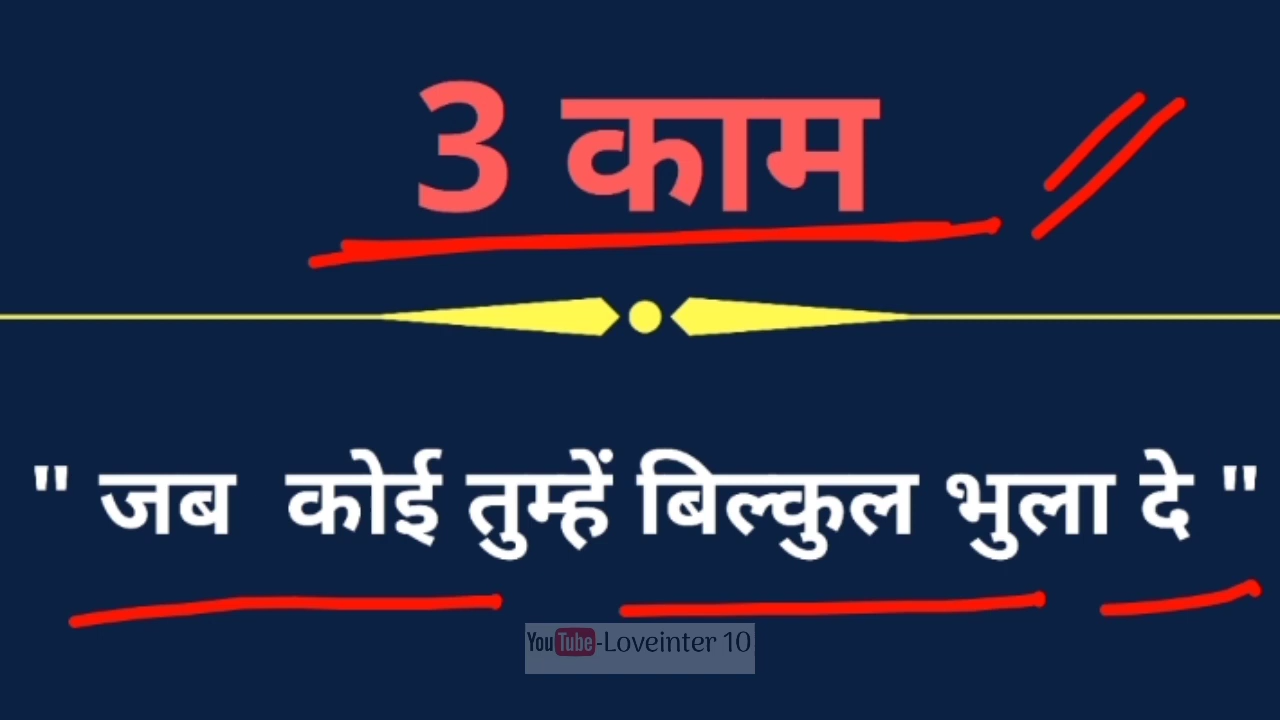 3 काम
" जब कोई तुम्हें बिल्कुल भुला दे "
YouTube-Loveinter 10